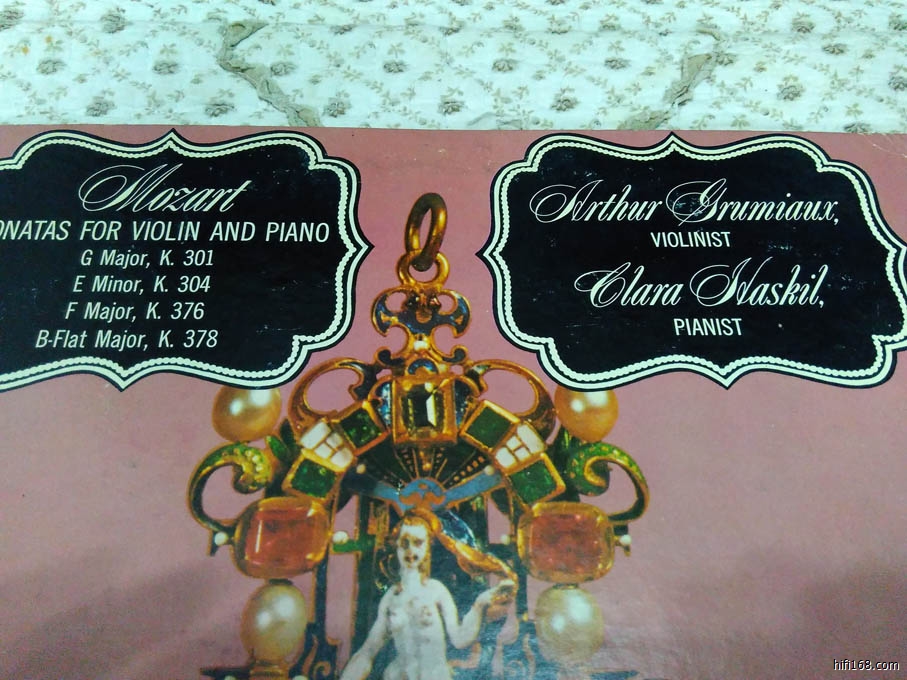 Mozart
ONATAS FOR VIOLIN AND PIANO
G Major, K. 301
E Minor, K. 304
F Major, K. 376
B-Flat Major, K. 378
Arthur Grumiaux,
VIOLINIST
Clara Haskil,
PIANIST
hifi168.com